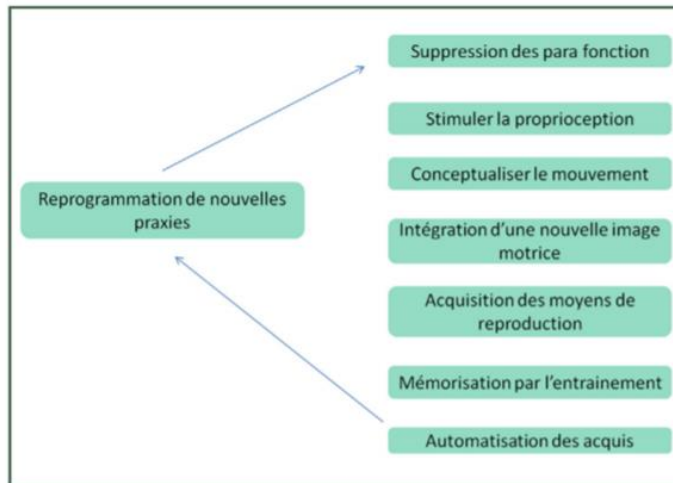 Suppression des para fonction
Stimuler la proprioception
Conceptualiser le mouvement
Reprogrammation de nouvelles
praxies
Intégration d'une nouvelle image
motrice
Acquisition des moyens de
reproduction
Mémorisation par l'entrainement
Automatisation des acquis